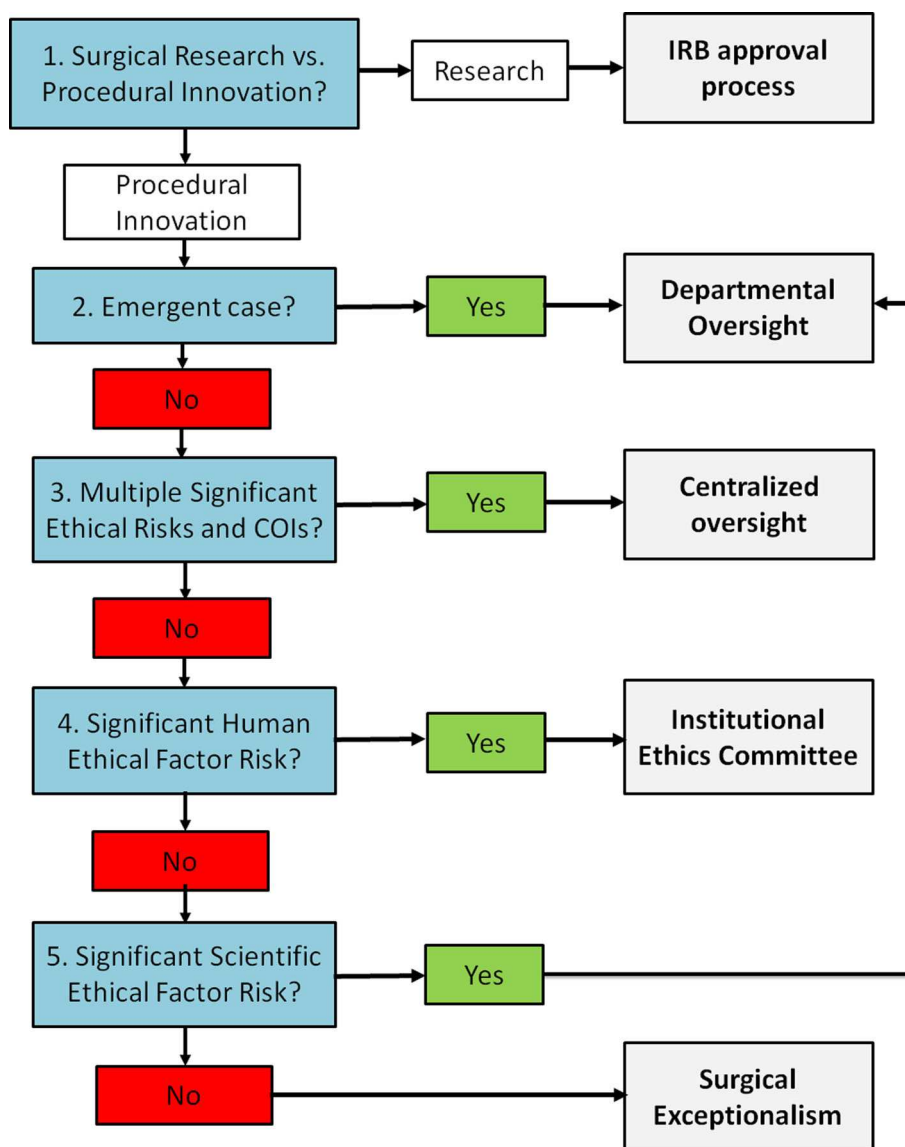 1. Surgical Research vs.
Procedural Innovation?
Research
IRB approval
process
Procedural
Innovation
2. Emergent case?
Yes
Departmental
Oversight
No
3. Multiple Significant
Ethical Risks and COIs?
Yes
Centralized
oversight
No
4. Significant Human
Ethical Factor Risk?
Yes
Institutional
Ethics Committee
No
5. Significant Scientific
Ethical Factor Risk?
Yes
No
Surgical
Exceptionalism